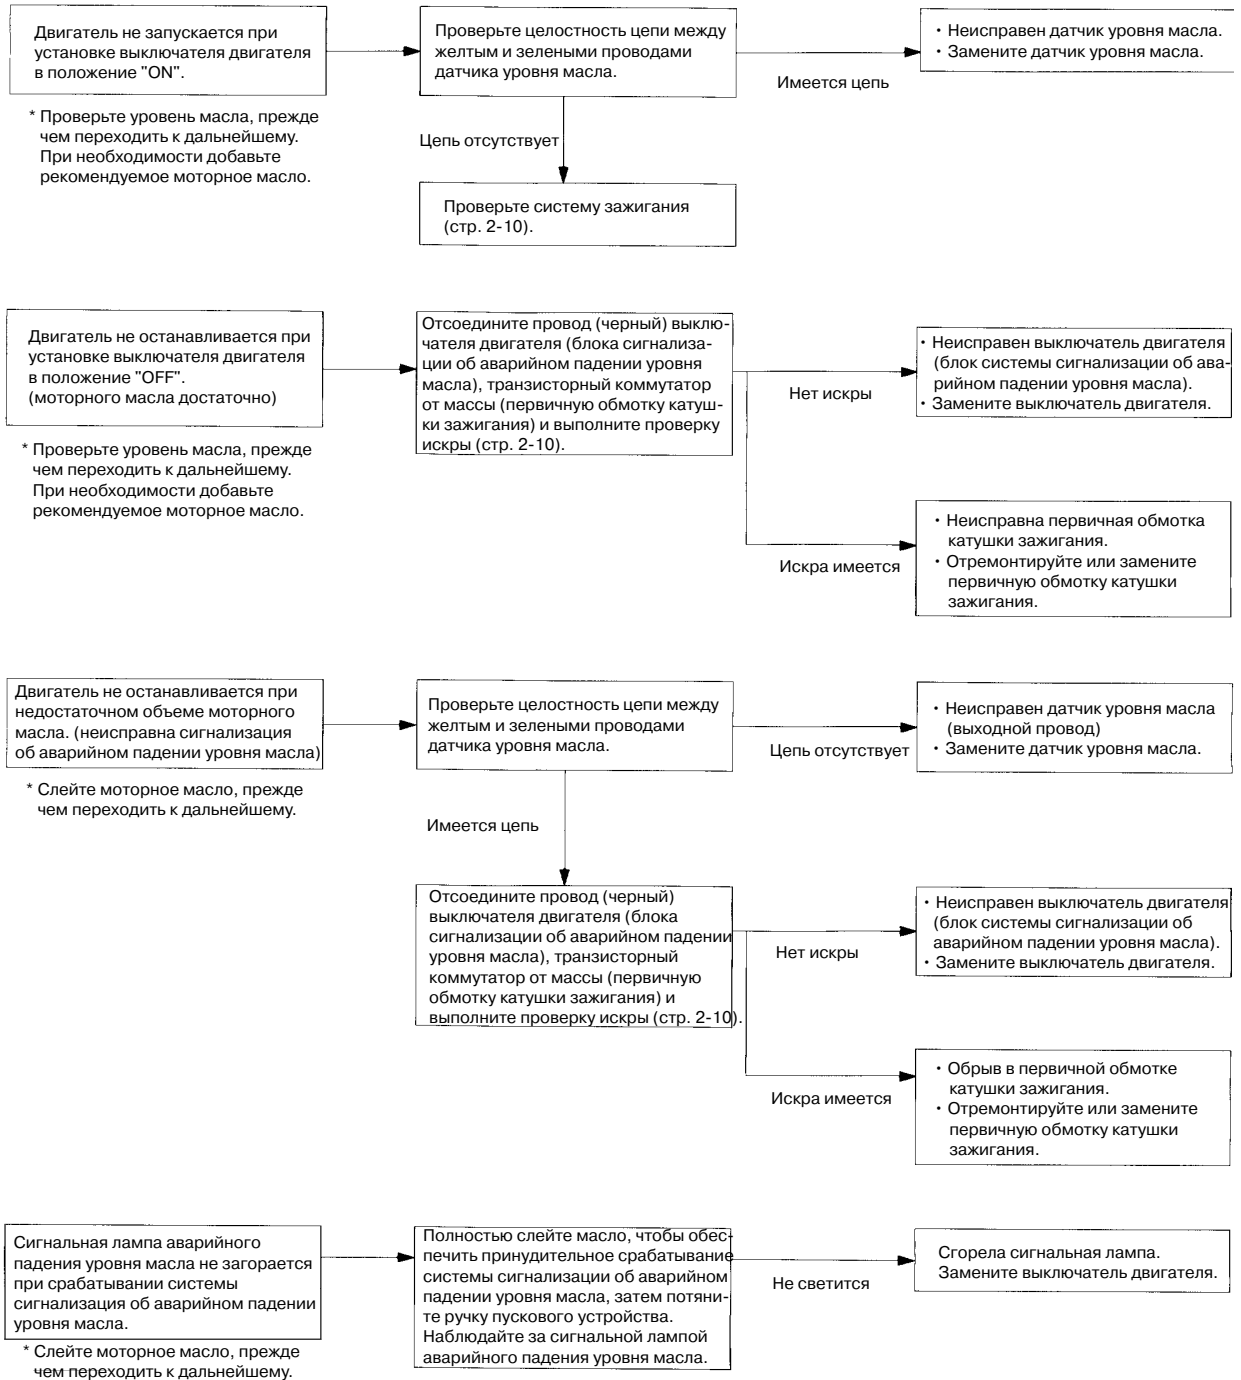 Двигатель не запускается при
установке выключателя двигателя
в положение "ON".
* Проверьте уровень масла, прежде
чем переходить к дальнейшему.
При необходимости добавьте
рекомендуемое моторное масло.
Проверьте целостность цепи между
желтым и зелеными проводами
датчика уровня масла.
Имеется цепь
· Неисправен датчик уровня масла.
· Замените датчик уровня масла.
Цепь отсутствует
Проверьте систему зажигания
(стр. 2-10).
Двигатель не останавливается при
установке выключателя двигателя
в положение "OFF".
(моторного масла достаточно)
* Проверьте уровень масла, прежде
чем переходить к дальнейшему.
При необходимости добавьте
рекомендуемое моторное масло.
Отсоедините провод (черный) выклю-
чателя двигателя (блока сигнализа-
ции об аварийном падении уровня
масла), транзисторный коммутатор
от массы (первичную обмотку катуш-
ки зажигания) и выполните проверку
искры (стр. 2-10).
Нет искры
· Неисправен выключатель двигателя
(блок системы сигнализации об ава-
рийном падении уровня масла).
· Замените выключатель двигателя.
Искра имеется
· Неисправна первичная обмотка
катушки зажигания.
· Отремонтируйте или замените
первичную обмотку катушки
зажигания.
Двигатель не останавливается при
недостаточном объеме моторного
масла. (неисправна сигнализация
об аварийном падении уровня масла)
* Слейте моторное масло, прежде
чем переходить к дальнейшему.
Проверьте целостность цепи между
желтым и зелеными проводами
датчика уровня масла.
Цепь отсутствует
· Неисправен датчик уровня масла
(выходной провод)
· Замените датчик уровня масла.
Имеется цепь
Отсоедините провод (черный)
выключателя двигателя (блока
сигнализации об аварийном падении
уровня масла), транзисторный
коммутатор от массы (первичную
обмотку катушки зажигания) и
выполните проверку искры (стр. 2-10).
Нет искры
· Неисправен выключатель двигателя
(блок системы сигнализации об
аварийном падении уровня масла).
· Замените выключатель двигателя.
Искра имеется
· Обрыв в первичной обмотке
катушки зажигания.
· Отремонтируйте или замените
первичную обмотку катушки
зажигания.
Сигнальная лампа аварийного
падения уровня масла не загорается
при срабатывании системы
сигнализация об аварийном падении
уровня масла.
* Слейте моторное масло, прежде
чем переходить к дальнейшему.
Полностью слейте масло, чтобы обес-
печить принудительное срабатывание
системы сигнализации об аварийном
падении уровня масла, затем потяни-
те ручку пускового устройства.
Наблюдайте за сигнальной лампой
аварийного падения уровня масла.
Не светится
Сгорела сигнальная лампа.
Замените выключатель двигателя.